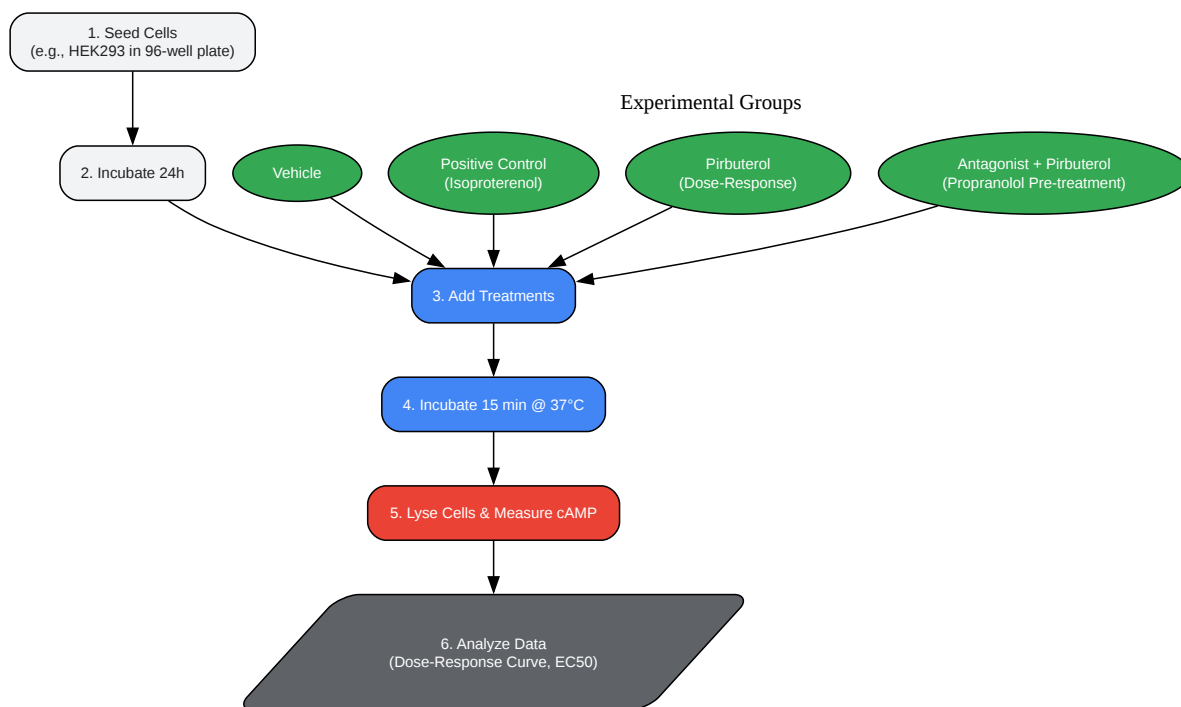 1. Seed Cells
(e.g., HEK293 in 96-well plate)
Experimental Groups
2. Incubate 24h
Vehicle
Positive Control
(Isoproterenol)
Pirbuterol
(Dose-Response)
Antagonist + Pirbuterol
(Propranolol Pre-treatment)
3. Add Treatments
4. Incubate 15 min @ 37°C
5. Lyse Cells & Measure cAMP
6. Analyze Data
(Dose-Response Curve, EC50)